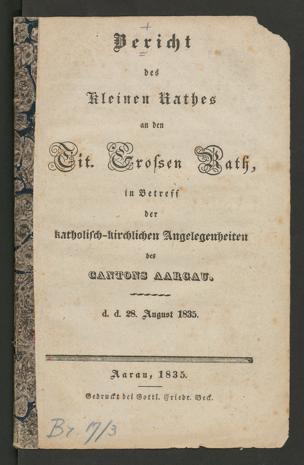 Bericht
des
Kleinen Rathes
an den
Tit. Grossen Rath,
in Betreff
der
katholisch-kirchlichen Angelegenheiten
des
CANTONS AARGAU.
d. d. 28. August 1835.
Aarau, 1835.
Gedruckt bei Gottl. Friedr. Beck.
Br. 17/3